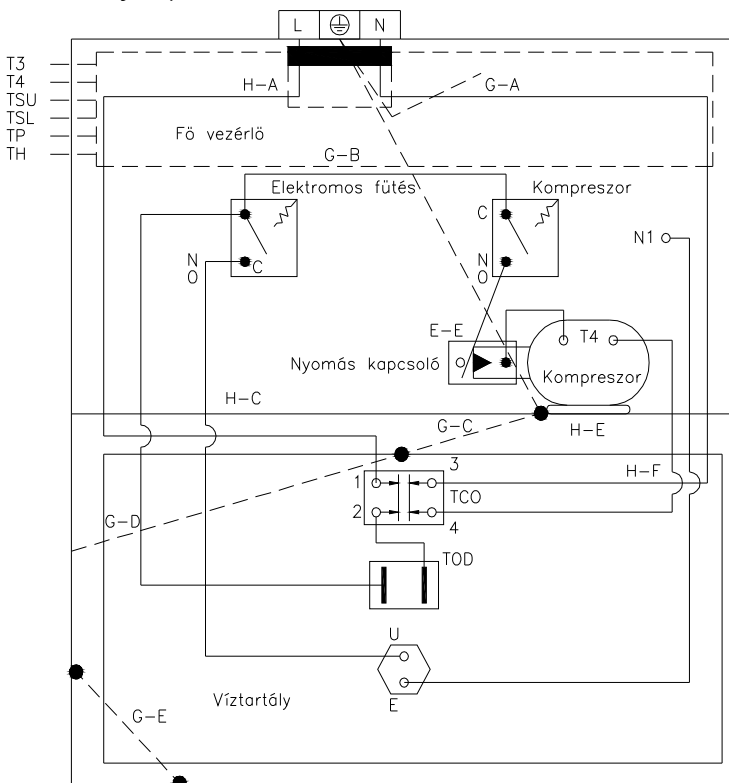 L N
T3
T4
TSU
TSL
TP
TH
H-A
G-A
Fö vezérlö
G-B
Elektromos fütés
Kompreszor
C
N1
N
O
C
N
O
E-E
T4
Nyomás kapcsoló
Kompreszor
H-C
G-C
H-E
3
1
TCO
H-F
2
4
G-D
TOD
U
E
Víztartály
G-E